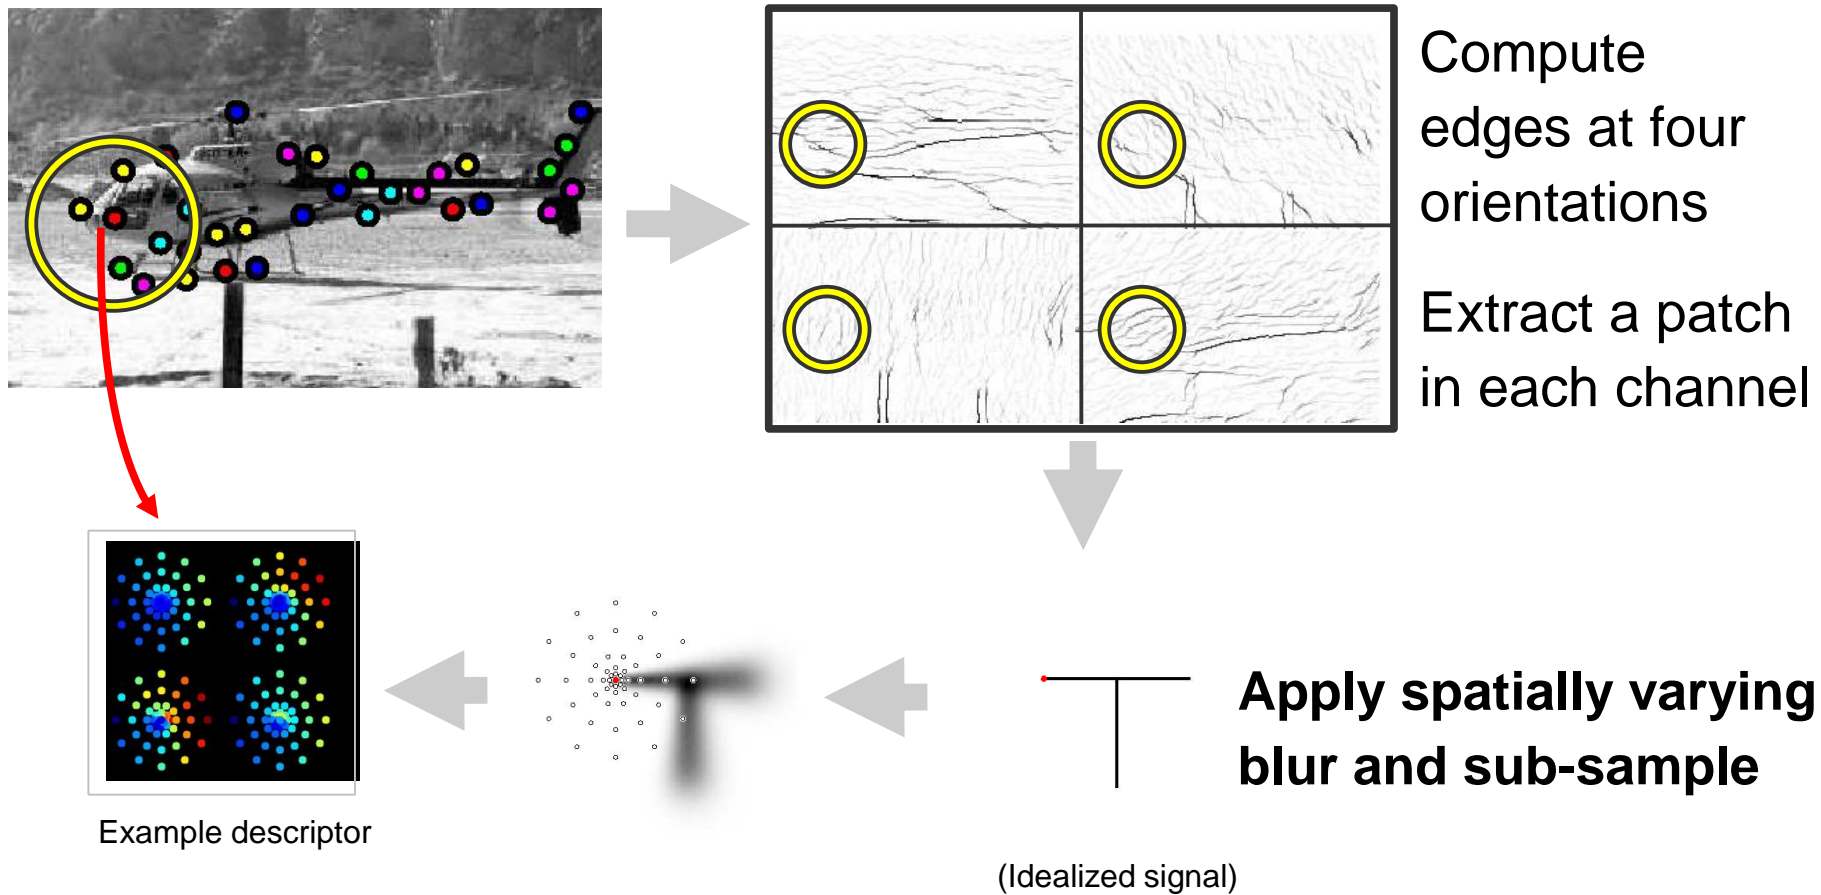 Compute
edges at four
orientations
Extract a patch
in each channel
Apply spatially varying
blur and sub-sample
Example descriptor
(Idealized signal)